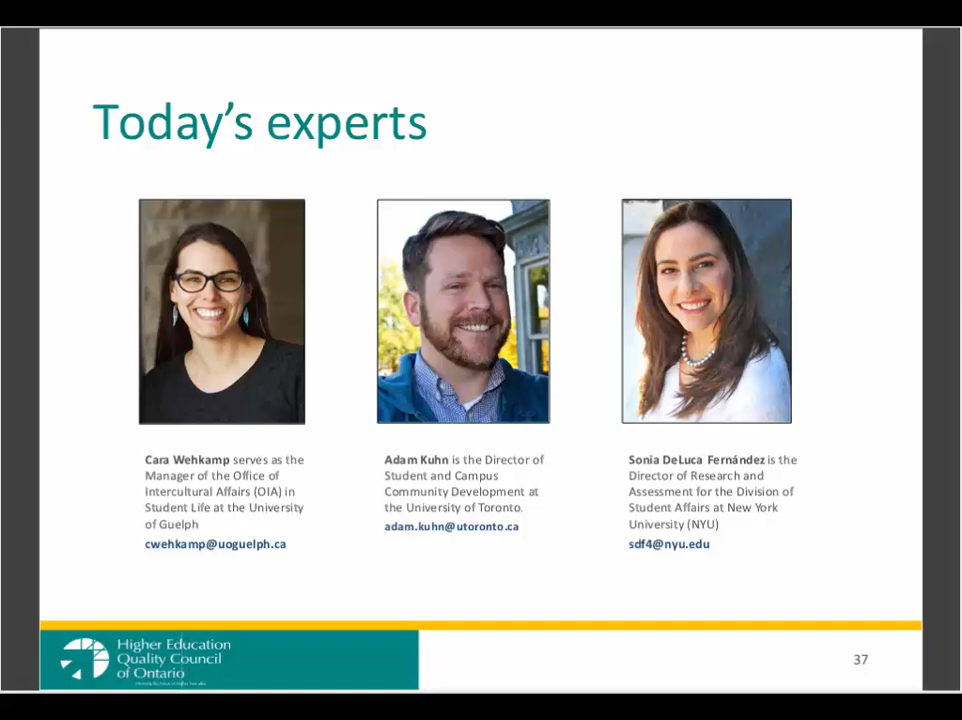 Today's experts
Cara Wehkamp serves as the
Manager of the Office of
Intercultural Affairs (OIA) in
Student Life at the University
of Guelph
cwehkamp@uoguelph.ca
Adam Kuhn is the Director of
Student and Campus
Community Development at
the University of Toronto.
adam.kuhn@utoronto.ca
Sonia DeLuca Fernández is the
Director of Research and
Assessment for the Division of
Student Affairs at New York
University (NYU)
sdf4@nyu.edu
Higher Education
Quality Council
of Ontario
37